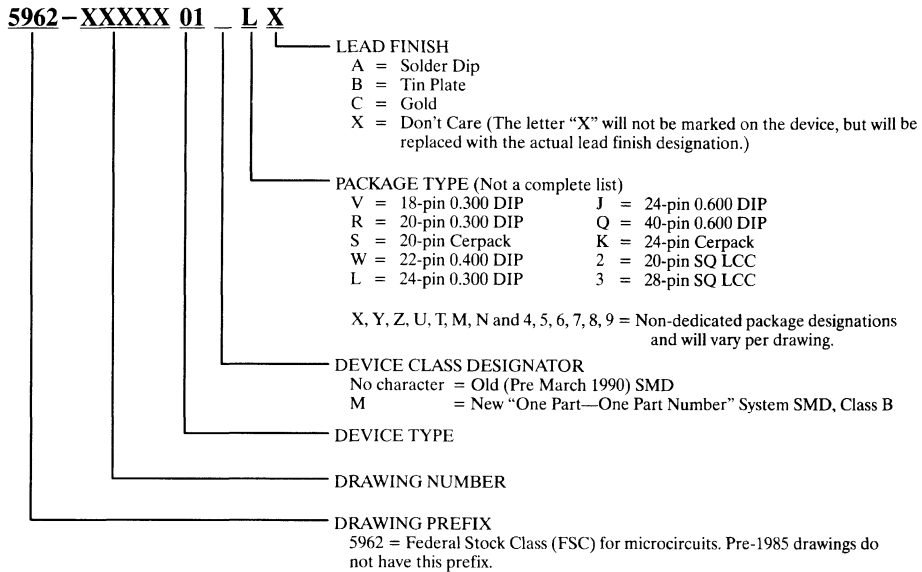 5962-XXXXX 01 _ L X
LEAD FINISH
A = Solder Dip
B = Tin Plate
C = Gold
X = Don't Care (The letter “X” will not be marked on the device, but will be
replaced with the actual lead finish designation.)
PACKAGE TYPE (Not a complete list)
V = 18-pin 0.300 DIP J = 24-pin 0.600 DIP
R = 20-pin 0.300 DIP Q = 40-pin 0.600 DIP
S = 20-pin Cerpack K = 24-pin Cerpack
W = 22-pin 0.400 DIP 2 = 20-pin SQ LCC
L = 24-pin 0.300 DIP 3 = 28-pin SQ LCC
X, Y, Z, U, T, M, N and 4, 5, 6, 7, 8, 9 = Non-dedicated package designations
and will vary per drawing.
DEVICE CLASS DESIGNATOR
No character = Old (Pre March 1990) SMD
M = New “One Part—One Part Number” System SMD, Class B
DEVICE TYPE
DRAWING NUMBER
DRAWING PREFIX
5962 = Federal Stock Class (FSC) for microcircuits. Pre-1985 drawings do
not have this prefix.